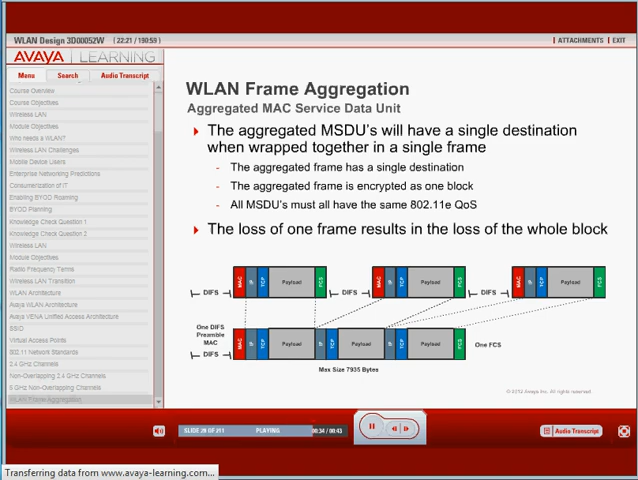 WLAN Design 3D00052W
(22:21 / 190:59)
ATTACHMENTS
EXIT
AVAYA LEARNING
Menu
Search
Audio Transcript
Course Overview
Course Objectives
Wireless LAN
Module Objectives
Who needs a WLAN?
Wireless LAN Challenges
Mobile Device Users
Enterprise Networking Predictions
Consumerization of IT
Enabling BYOD Roaming
BYOD Planning
Knowledge Check Question 1
Knowledge Check Question 2
Wireless LAN
Module Objectives
Radio Frequency Terms
Wireless LAN Transition
WLAN Architecture
Avaya WLAN Architecture
Avaya VENA Unified Access Architecture
SSID
Virtual Access Points
802.11 Network Standards
2.4 GHz Channels
Non-Overlapping 2.4 GHz Channels
5 GHz Non-Overlapping Channels
WLAN Frame Aggregation
WLAN Frame Aggregation
Aggregated MAC Service Data Unit
The aggregated MSDU's will have a single destination
when wrapped together in a single frame
- The aggregated frame has a single destination
- The aggregated frame is encrypted as one block
- All MSDU's must all have the same 802.11e QoS
The loss of one frame results in the loss of the whole block
DIFS MAC IP TCP Payload FCS DIFS MAC IP TCP Payload FCS DIFS MAC IP TCP Payload FCS
One DIFS
Preamble
MAC
DIFS
MAC IP TCP Payload IP TCP Payload IP TCP Payload FCS
One FCS
Max Size 7935 Bytes
© 2012 Avaya Inc. All rights reserved.
SLIDE 29 OF 211
PLAYING
00:34 / 00:43
Audio Transcript
Transferring data from www.avaya-learning.com...